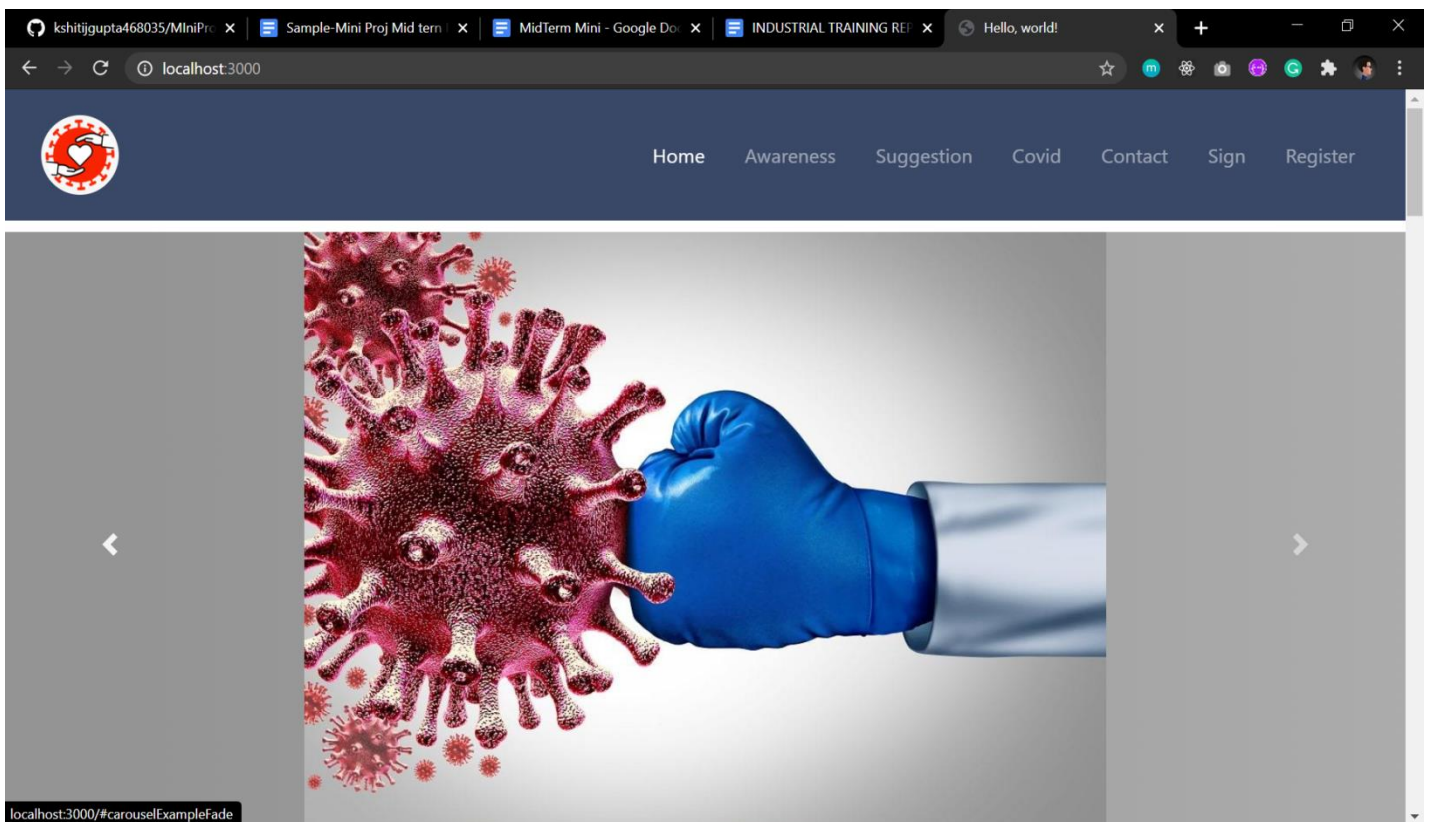 kshitijgupta468035/MIniPro
Sample-Mini Proj Mid tern
MidTerm Mini - Google Doc
INDUSTRIAL TRAINING REP
Hello, world!
localhost:3000
Home Awareness Suggestion Covid Contact Sign Register
localhost:3000/#carouselExampleFade